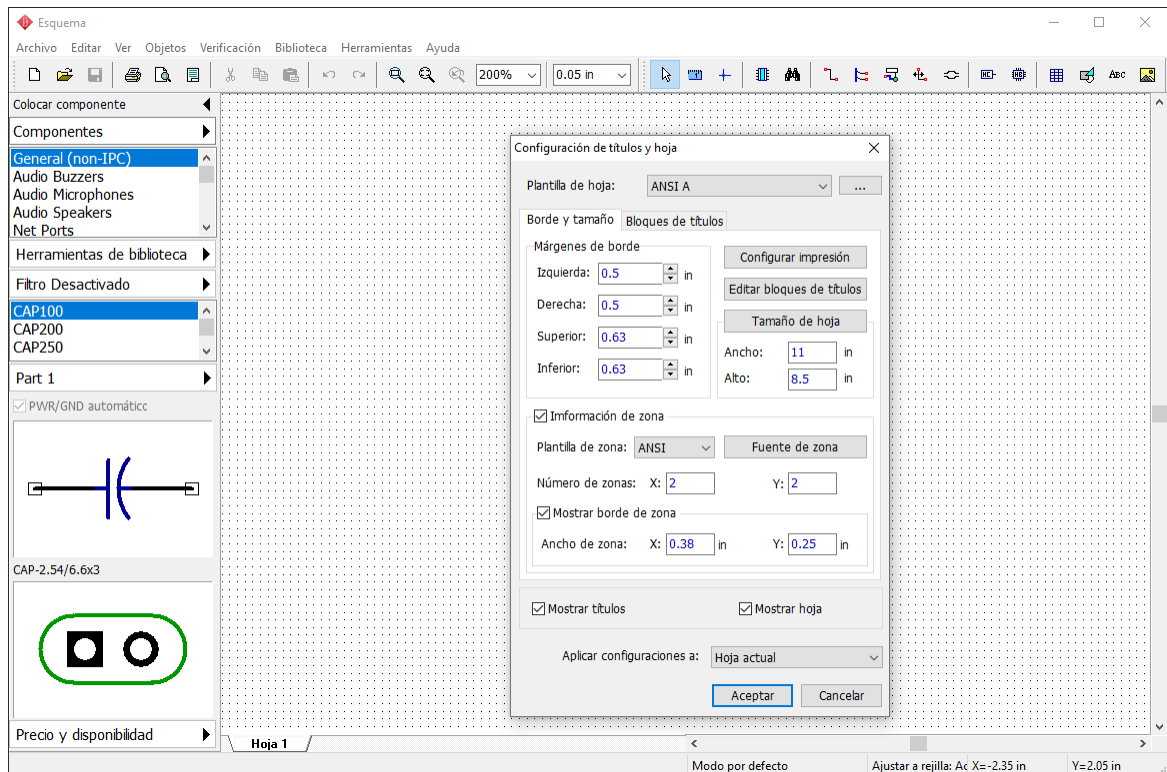 Esquema
Archivo Editar Ver Objetos Verificación Biblioteca Herramientas Ayuda
200% 0.05 in ABC
Colocar componente
Componentes
General (non-IPC)
Audio Buzzers
Audio Microphones
Audio Speakers
Net Ports
Herramientas de biblioteca
Filtro Desactivado
CAP100
CAP200
CAP250
Part 1
PWR/GND automáticc
CAP-2.54/6.6x3
Precio y disponibilidad
Configuración de títulos y hoja
Plantilla de hoja: ANSI A ...
Borde y tamaño Bloques de títulos
Márgenes de borde
Izquierda: 0.5 in
Derecha: 0.5 in
Superior: 0.63 in
Inferior: 0.63 in
Configurar impresión
Editar bloques de títulos
Tamaño de hoja
Ancho: 11 in
Alto: 8.5 in
Imformación de zona
Plantilla de zona: ANSI Fuente de zona
Número de zonas: X: 2 Y: 2
Mostrar borde de zona
Ancho de zona: X: 0.38 in Y: 0.25 in
Mostrar títulos Mostrar hoja
Aplicar configuraciones a: Hoja actual
Aceptar Cancelar
Hoja 1
Modo por defecto Ajustar a rejilla: Ac X=-2.35 in Y=2.05 in